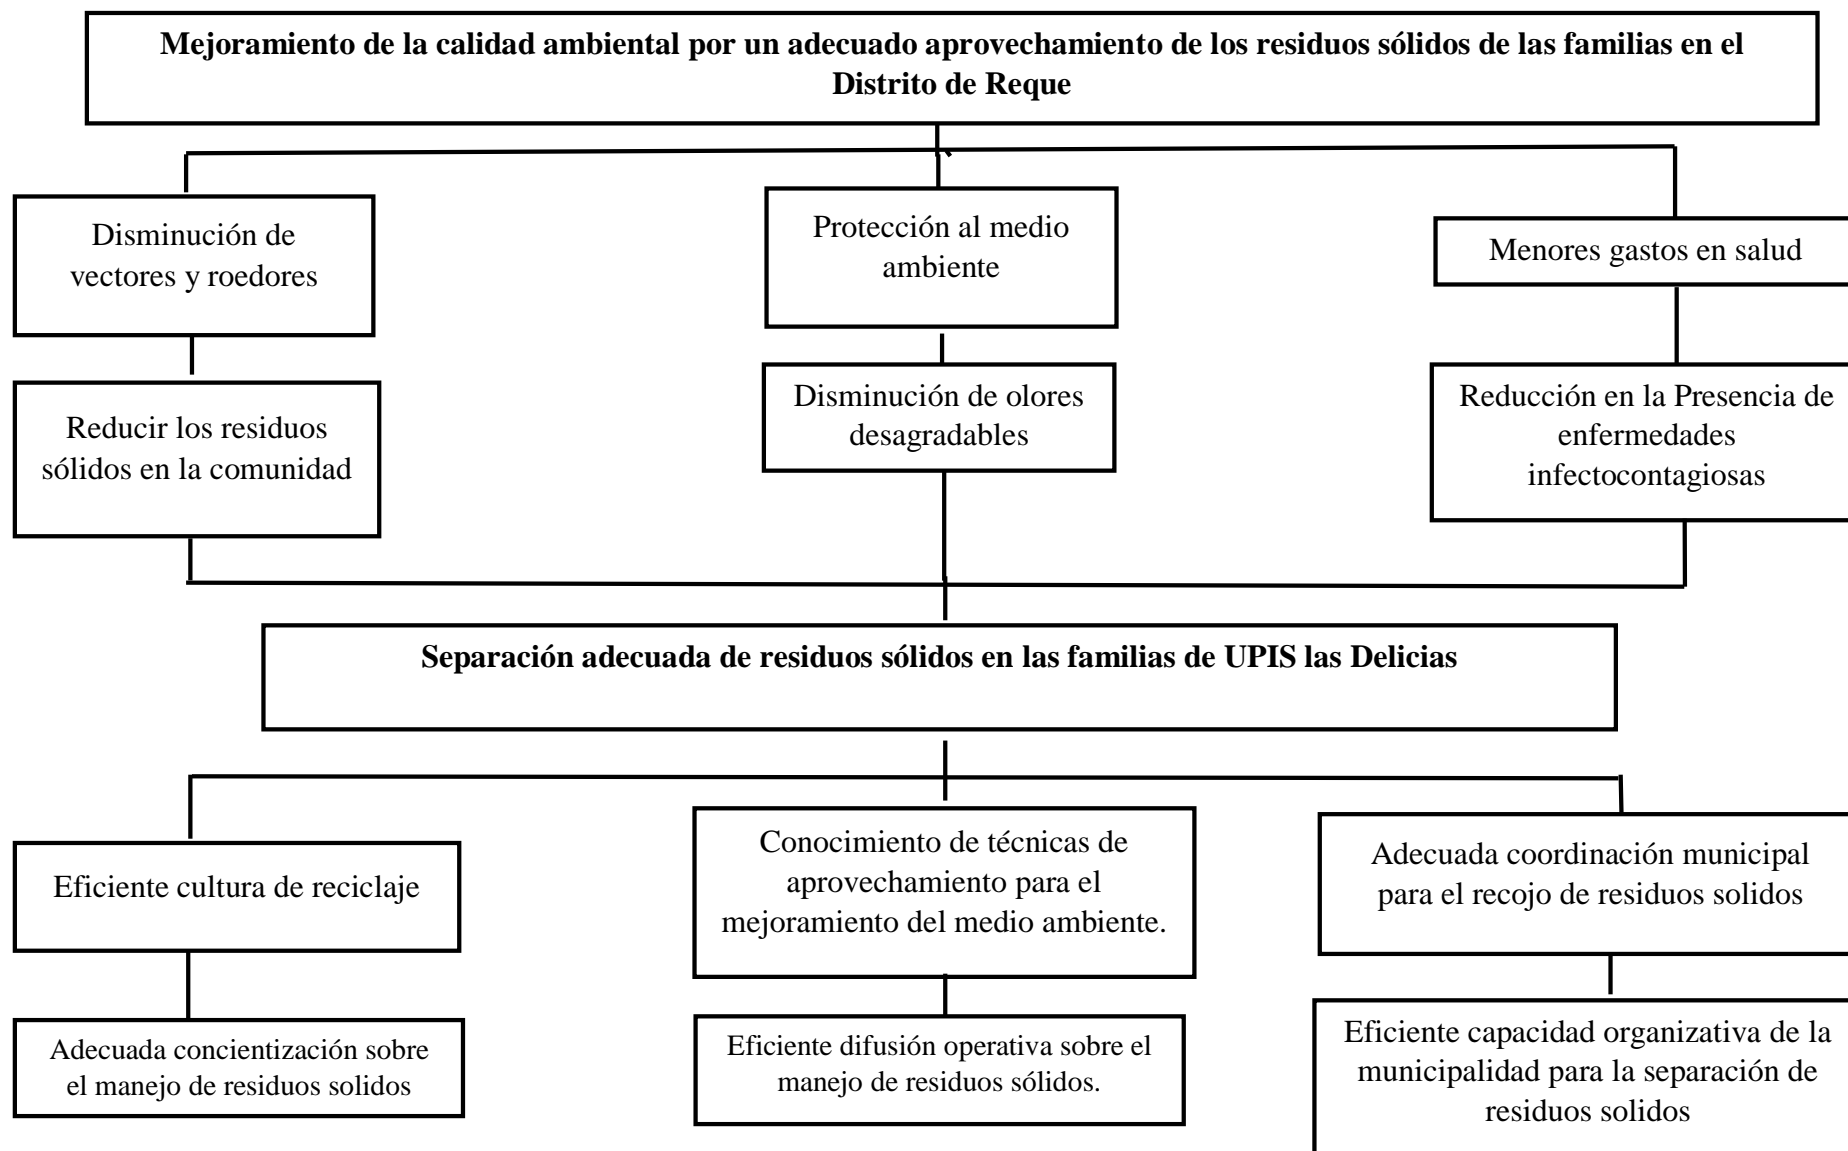 Mejoramiento de la calidad ambiental por un adecuado aprovechamiento de los residuos sólidos de las familias en el
Distrito de Reque
Disminución de
vectores y roedores
Protección al medio
ambiente
Menores gastos en salud
Reducir los residuos
sólidos en la comunidad
Disminución de olores
desagradables
Reducción en la Presencia de
enfermedades
infectocontagiosas
Separación adecuada de residuos sólidos en las familias de UPIS las Delicias
Eficiente cultura de reciclaje
Conocimiento de técnicas de
aprovechamiento para el
mejoramiento del medio ambiente.
Adecuada coordinación municipal
para el recojo de residuos solidos
Adecuada concientización sobre
el manejo de residuos solidos
Eficiente difusión operativa sobre el
manejo de residuos sólidos.
Eficiente capacidad organizativa de la
municipalidad para la separación de
residuos solidos